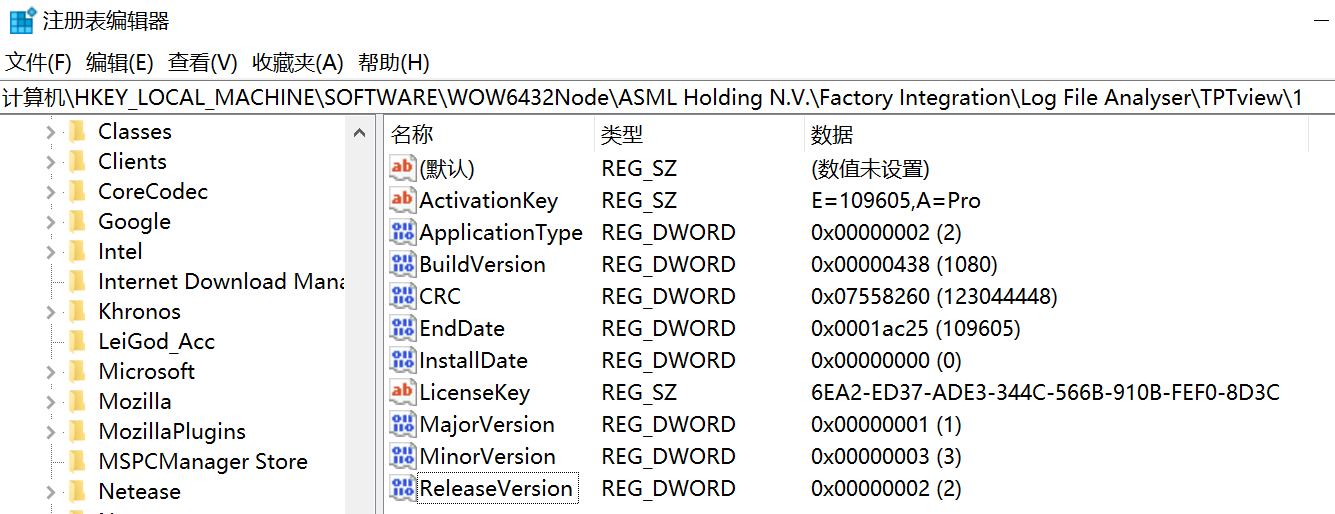 注册表编辑器
文件(F) 编辑(E) 查看(V) 收藏夹(A) 帮助(H)
计算机\HKEY_LOCAL_MACHINE\SOFTWARE\WOW6432Node\ASML Holding N.V.\Factory Integration\Log File Analyser\TPTview\1
Classes
Clients
CoreCodec
Google
Intel
Internet Download Mana
Khronos
LeiGod_Acc
Microsoft
Mozilla
MozillaPlugins
MSPCManager Store
Netease
名称 类型 数据
(默认) REG_SZ (数值未设置)
ActivationKey REG_SZ E=109605,A=Pro
ApplicationType REG_DWORD 0x00000002 (2)
BuildVersion REG_DWORD 0x00000438 (1080)
CRC REG_DWORD 0x07558260 (123044448)
EndDate REG_DWORD 0x0001ac25 (109605)
InstallDate REG_DWORD 0x00000000 (0)
LicenseKey REG_SZ 6EA2-ED37-ADE3-344C-566B-910B-FEF0-8D3C
MajorVersion REG_DWORD 0x00000001 (1)
MinorVersion REG_DWORD 0x00000003 (3)
ReleaseVersion REG_DWORD 0x00000002 (2)